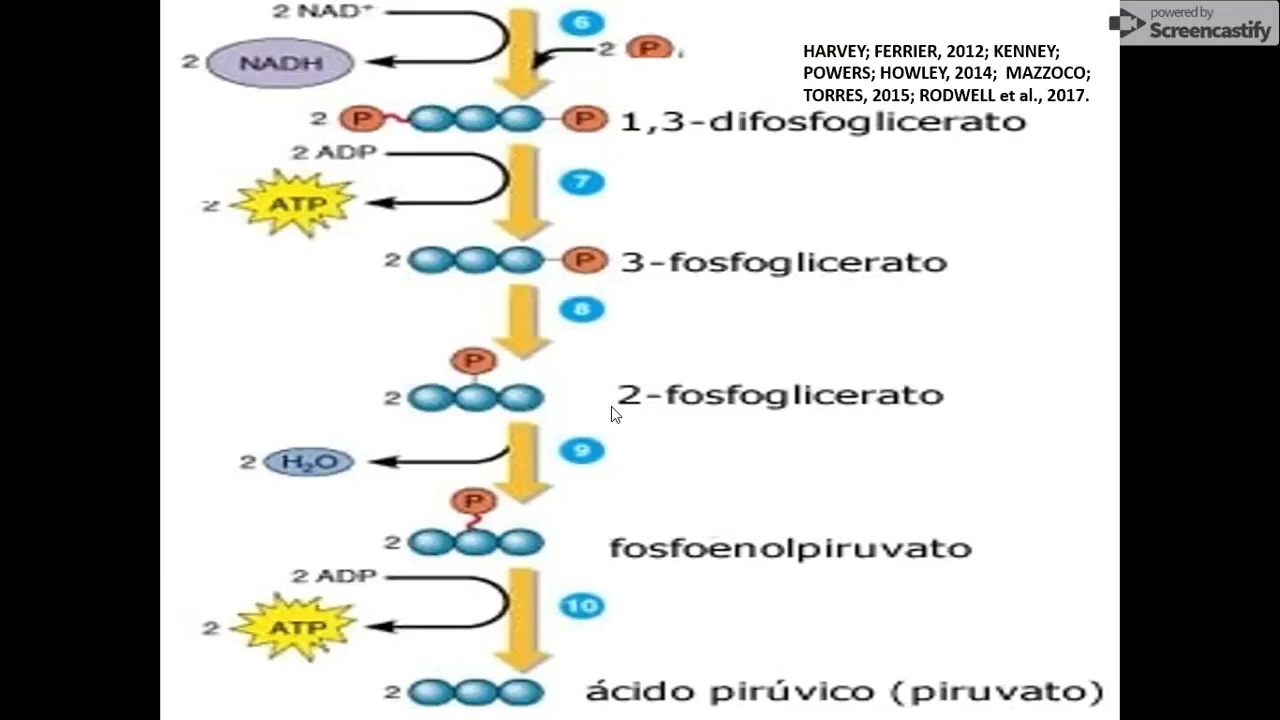 2 NAD⁺
6
powered by
Screencastify
2 NADH
2 P i
HARVEY; FERRIER, 2012; KENNEY;
POWERS; HOWLEY, 2014; MAZZOCO;
TORRES, 2015; RODWELL et al., 2017.
2 P P 1,3-difosfoglicerato
2 ADP
7
2 ATP
2 P 3-fosfoglicerato
8
P
2 2-fosfoglicerato
9
2 H₂O
P
2 fosfoenolpiruvato
2 ADP
10
2 ATP
2 ácido pirúvico (piruvato)